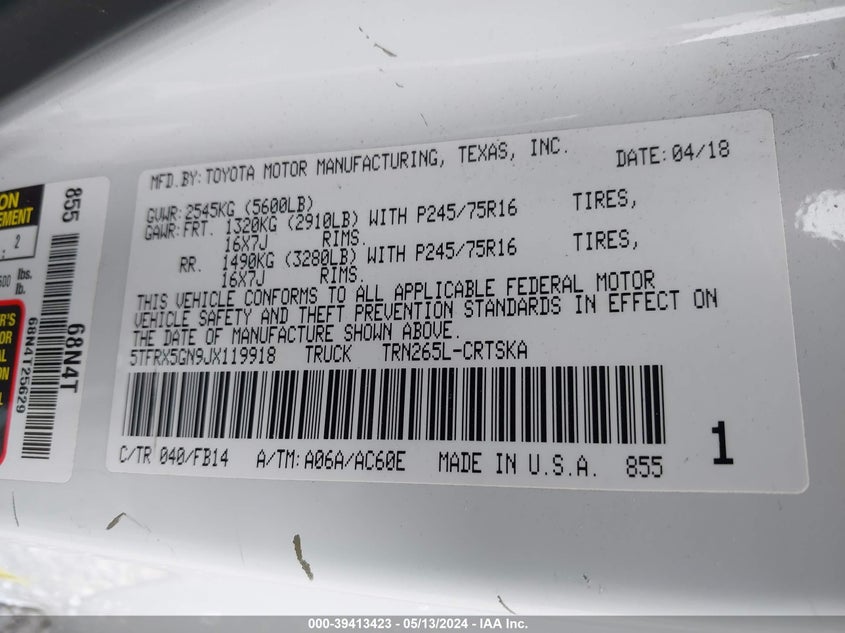 MFD.BY: TOYOTA MOTOR MANUFACTURING, TEXAS, INC. DATE: 04/18
GVWR: 2545KG (5600LB)
GAWR: FRT. 1320KG (2910LB) WITH P245/75R16 TIRES,
16X7J RIMS.
RR. 1490KG (3280LB) WITH P245/75R16 TIRES,
16X7J RIMS.
THIS VEHICLE CONFORMS TO ALL APPLICABLE FEDERAL MOTOR
VEHICLE SAFETY AND THEFT PREVENTION STANDARDS IN EFFECT ON
THE DATE OF MANUFACTURE SHOWN ABOVE.
5TFRX5GN9JX119918 TRUCK TRN265L-CRTSKA
C/TR 040/FB14 A/TM: A06A/AC60E MADE IN U.S.A. 855
1
855
68N4T
68N4T25629
2
lbs.
lb.
000-39413423 | 05/13/2024 - IAA Inc.